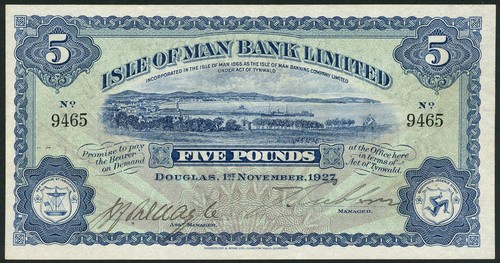 5 ISLE OF MAN BANK LIMITED 5
INCORPORATED IN THE ISLE OF MAN 1865 AS THE ISLE OF MAN BANKING COMPANY LIMITED
UNDER ACT OF TYNWALD
No 9465
No 9465
Promise to pay
the Bearer
on Demand
at the Office here
in terms of
Act of Tynwald.
FIVE POUNDS
DOUGLAS, 1st NOVEMBER, 1927.
ASST MANAGER.
MANAGER.